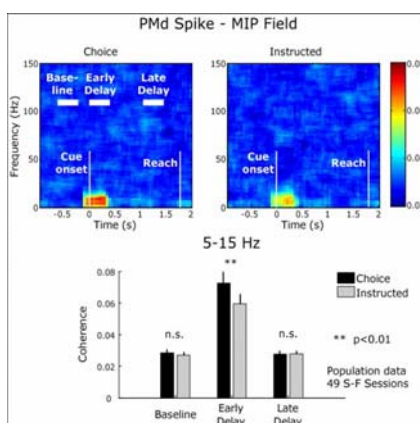 PMd Spike - MIP Field
Choice
Instructed
150
100
50
0
Frequency (Hz)
Base-
line
Early
Delay
Late
Delay
Cue
onset
Reach
-0.5 0 0.5 1 1.5 2
Time (s)
150
100
50
0
Cue
onset
Reach
-0.5 0 0.5 1 1.5 2
Time (s)
5-15 Hz
0.08
0.06
0.04
0.02
0
Coherence
n.s.
**
n.s.
Choice
Instructed
** p<0.01
Population data
49 S-F Sessions
Baseline
Early
Delay
Late
Delay